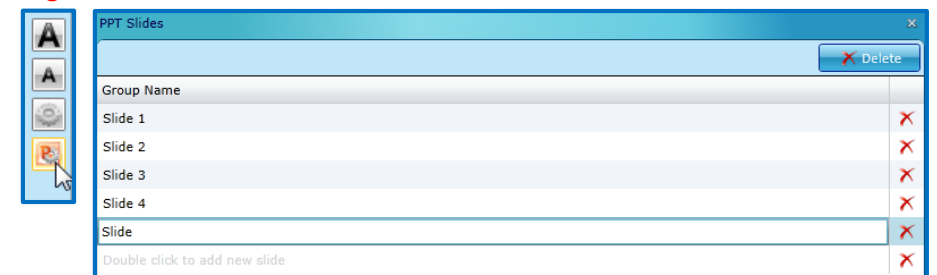 A
A
P
PPT Slides
Delete
Group Name
Slide 1
Slide 2
Slide 3
Slide 4
Slide
Double click to add new slide